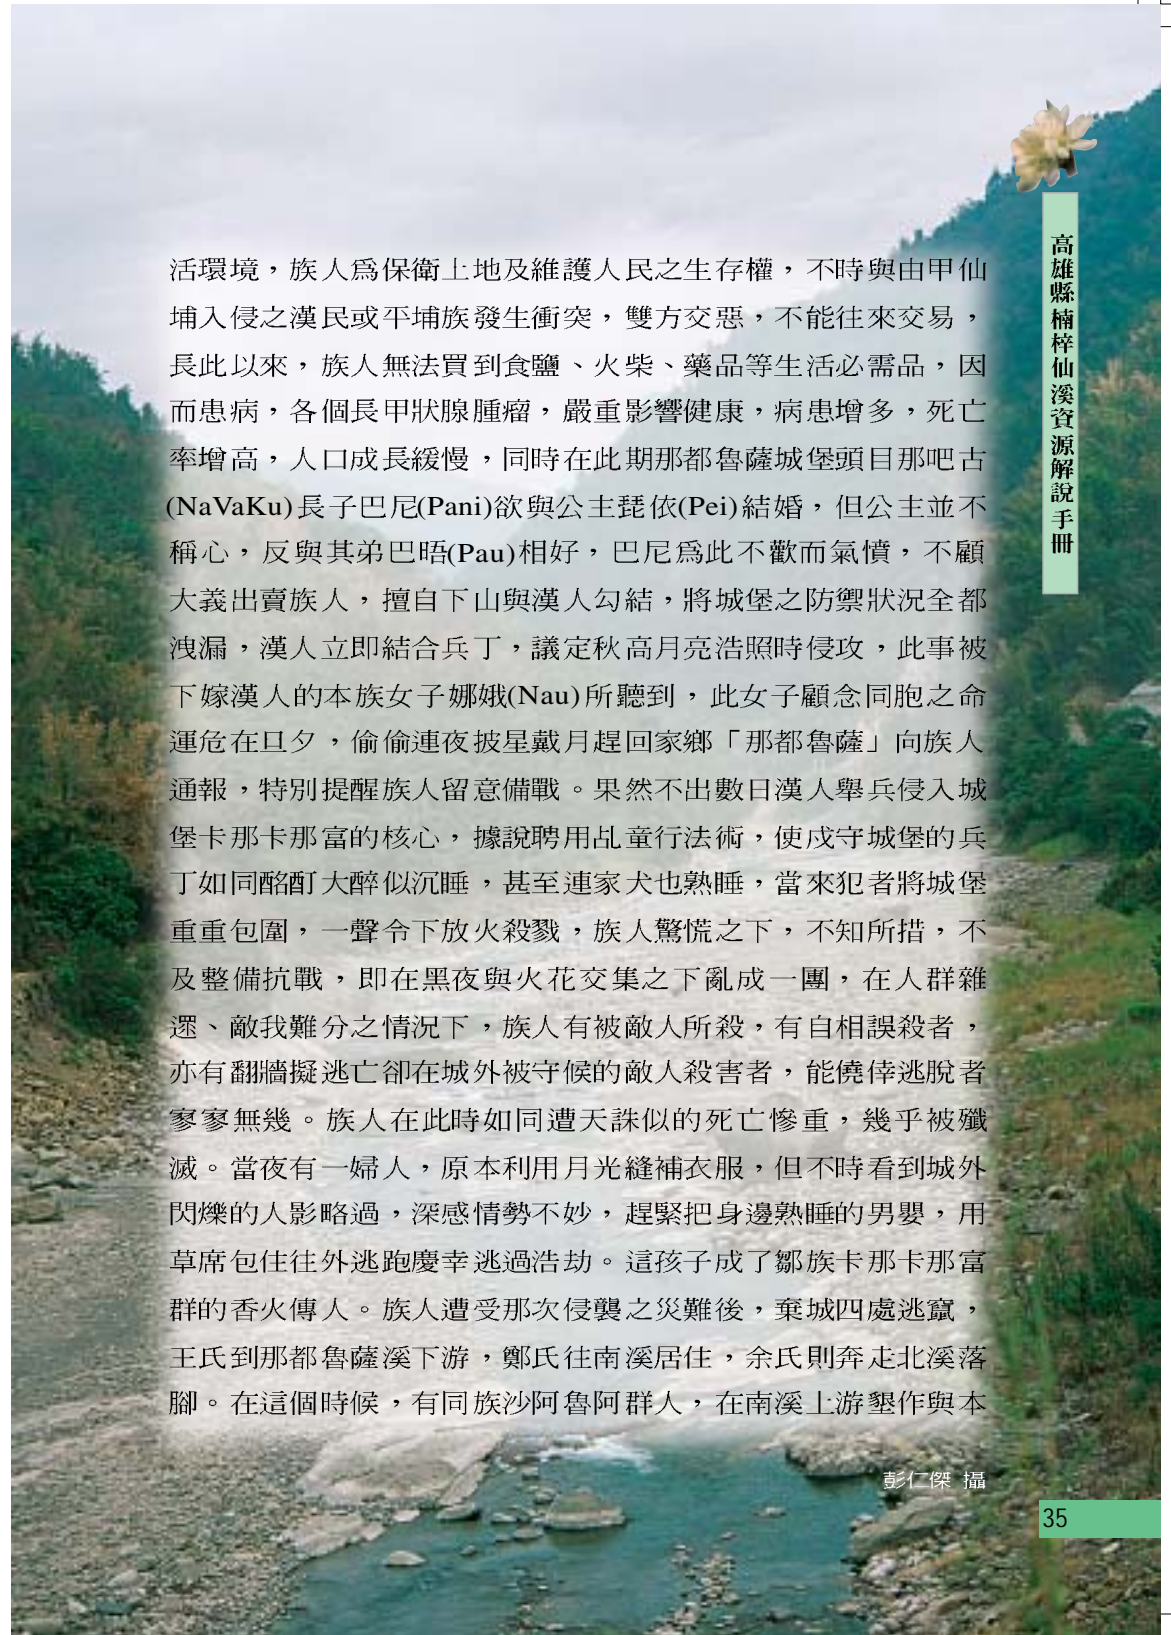 活環境，族人爲保衛土地及維護人民之生存權，不時與由甲仙
埔入侵之漢民或平埔族發生衝突，雙方交惡，不能往來交易，
長此以來，族人無法買到食鹽、火柴、藥品等生活必需品，因
而患病，各個長甲狀腺腫瘤，嚴重影響健康，病患增多，死亡
率增高，人口成長緩慢，同時在此期那都魯薩城堡頭目那吧古
(NaVaKu)長子巴尼(Pani)欲與公主琵依(Pei)結婚，但公主並不
稱心，反與其弟巴晤(Pau)相好，巴尼爲此不歡而氣憤，不顧
大義出賣族人，擅自下山與漢人勾結，將城堡之防禦狀況全都
洩漏，漢人立即結合兵丁，議定秋高月亮浩照時侵攻，此事被
下嫁漢人的本族女子娜娥(Nau)所聽到，此女子顧念同胞之命
運危在旦夕，偷偷連夜披星戴月趕回家鄉「那都魯薩」向族人
通報，特別提醒族人留意備戰。果然不出數日漢人舉兵侵入城
堡卡那卡那富的核心，據說聘用乩童行法術，使戍守城堡的兵
丁如同酩酊大醉似沉睡，甚至連家犬也熟睡，當來犯者將城堡
重重包圍，一聲令下放火殺戮，族人驚慌之下，不知所措，不
及整備抗戰，即在黑夜與火花交集之下亂成一團，在人群雜
遝、敵我難分之情況下，族人有被敵人所殺，有自相誤殺者，
亦有翻牆擬逃亡卻在城外被守候的敵人殺害者，能僥倖逃脫者
寥寥無幾。族人在此時如同遭天誅似的死亡慘重，幾乎被殲
滅。當夜有一婦人，原本利用月光縫補衣服，但不時看到城外
閃爍的人影略過，深感情勢不妙，趕緊把身邊熟睡的男嬰，用
草席包住往外逃跑慶幸逃過浩劫。這孩子成了鄒族卡那卡那富
群的香火傳人。族人遭受那次侵襲之災難後，棄城四處逃竄，
王氏到那都魯薩溪下游，鄭氏往南溪居住，余氏則奔走北溪落
腳。在這個時候，有同族沙阿魯阿群人，在南溪上游墾作與本
彭仁傑 攝
高雄縣楠梓仙溪資源解說手冊
35